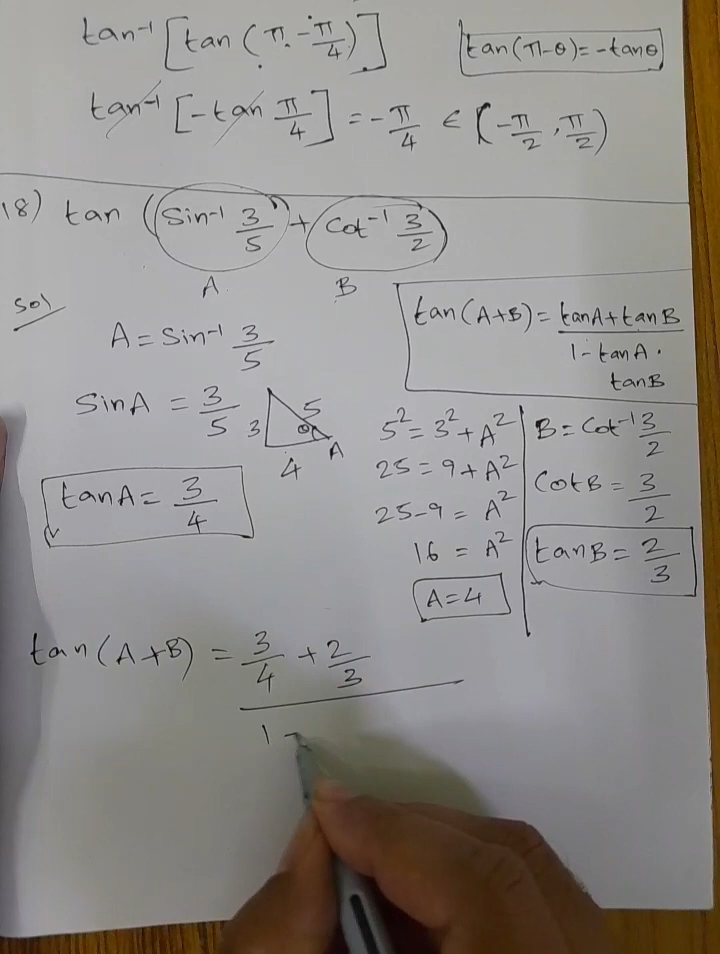 tan⁻¹ [tan (π - π/4)]
tan(π-θ) = -tanθ
tan⁻¹ [-tan π/4] = -π/4 ∈ (-π/2, π/2)
18) tan (Sin⁻¹ 3/5 + Cot⁻¹ 3/2)
A B
Sol
tan(A+B) = tanA+tanB / 1-tanA.
tanB
A = Sin⁻¹ 3/5
SinA = 3/5
3 5 θ A
4
tanA = 3/4
5² = 3² + A²
25 = 9 + A²
25-9 = A²
16 = A²
A = 4
B = Cot⁻¹ 3/2
CotB = 3/2
tanB = 2/3
tan(A+B) = 3/4 + 2/3
1 -